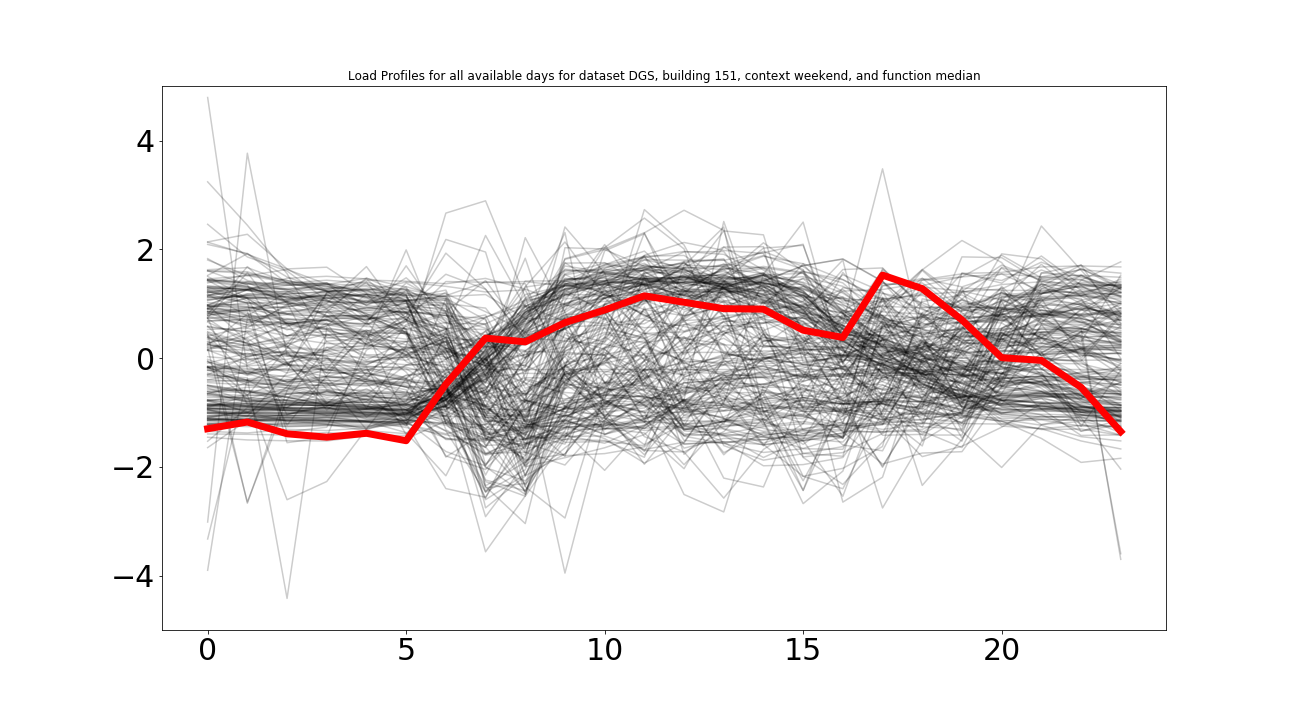 Load Profiles for all available days for dataset DGS, building 151, context weekend, and function median
4
2
0
−2
−4
0 5 10 15 20